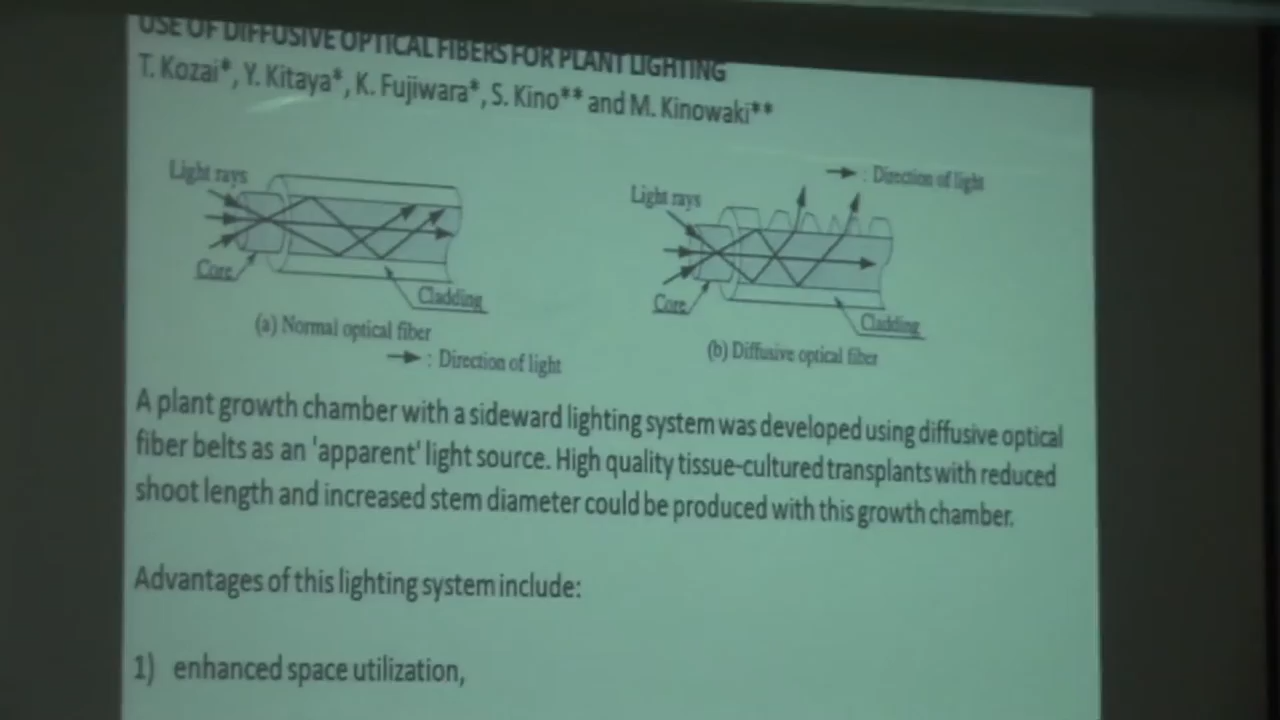 USE OF DIFFUSIVE OPTICAL FIBERS FOR PLANT LIGHTING
T. Kozai*, Y. Kitaya*, K. Fujiwara*, S. Kino** and M. Kinowaki**
Light rays
Core
Cladding
(a) Normal optical fiber
: Direction of light
: Direction of light
Light rays
Core
Cladding
(b) Diffusive optical fiber
A plant growth chamber with a sideward lighting system was developed using diffusive optical
fiber belts as an 'apparent' light source. High quality tissue-cultured transplants with reduced
shoot length and increased stem diameter could be produced with this growth chamber.
Advantages of this lighting system include:
1) enhanced space utilization,